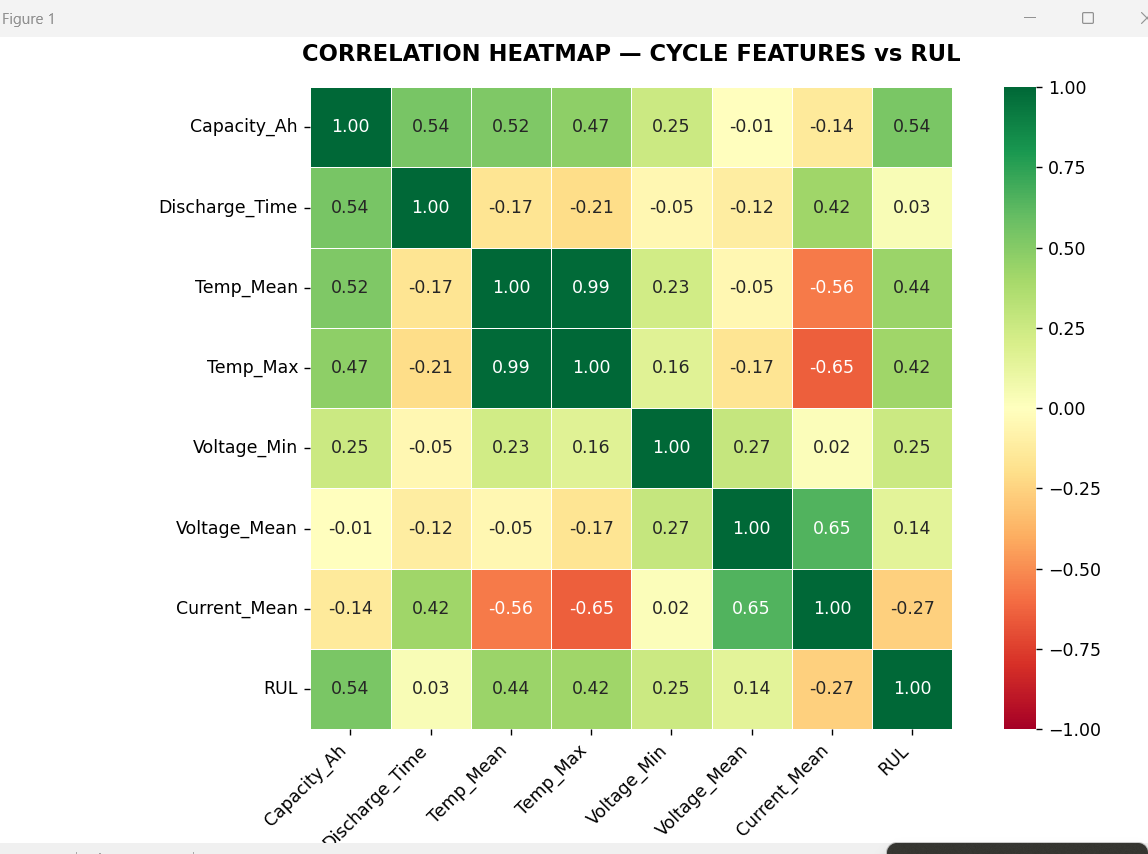 Figure 1
CORRELATION HEATMAP — CYCLE FEATURES vs RUL
Capacity_Ah 1.00 0.54 0.52 0.47 0.25 -0.01 -0.14 0.54
Discharge_Time 0.54 1.00 -0.17 -0.21 -0.05 -0.12 0.42 0.03
Temp_Mean 0.52 -0.17 1.00 0.99 0.23 -0.05 -0.56 0.44
Temp_Max 0.47 -0.21 0.99 1.00 0.16 -0.17 -0.65 0.42
Voltage_Min 0.25 -0.05 0.23 0.16 1.00 0.27 0.02 0.25
Voltage_Mean -0.01 -0.12 -0.05 -0.17 0.27 1.00 0.65 0.14
Current_Mean -0.14 0.42 -0.56 -0.65 0.02 0.65 1.00 -0.27
RUL 0.54 0.03 0.44 0.42 0.25 0.14 -0.27 1.00
Capacity_Ah Discharge_Time Temp_Mean Temp_Max Voltage_Min Voltage_Mean Current_Mean RUL
1.00
0.75
0.50
0.25
0.00
−0.25
−0.50
−0.75
−1.00